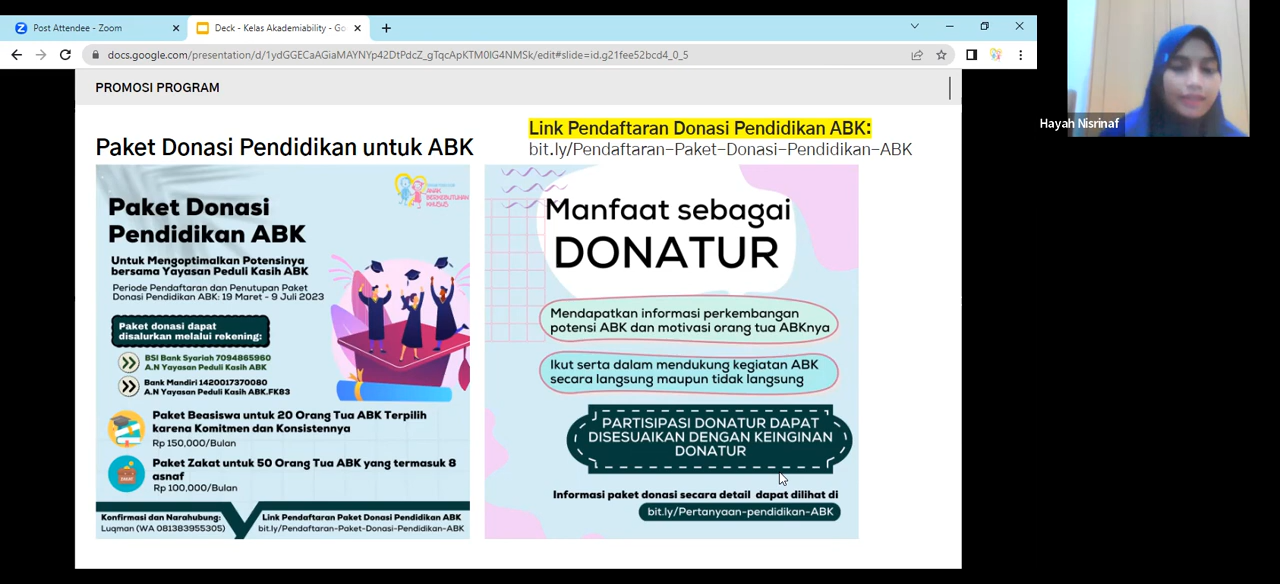 Post Attendee - Zoom
Deck - Kelas Akademiability - Go
docs.google.com/presentation/d/1ydGGECaAGiaMAYNYp42DtPdcZ_gTqcApKTM0lG4NMSk/edit#slide=id.g21fee52bcd4_0_5
Hayah Nisrinaf
PROMOSI PROGRAM
Paket Donasi Pendidikan untuk ABK
Link Pendaftaran Donasi Pendidikan ABK:
bit.ly/Pendaftaran-Paket-Donasi-Pendidikan-ABK
ANAK
BERKEBUTUHAN
KHUSUS
Paket Donasi
Pendidikan ABK
Untuk Mengoptimalkan Potensinya
bersama Yayasan Peduli Kasih ABK
Periode Pendaftaran dan Penutupan Paket
Donasi Pendidikan ABK: 19 Maret - 9 Juli 2023
Paket donasi dapat
disalurkan melalui rekening:
BSI Bank Syariah 7094865960
A.N Yayasan Peduli Kasih ABK
Bank Mandiri 1420017370080
A.N Yayasan Peduli Kasih ABK.FK83
Paket Beasiswa untuk 20 Orang Tua ABK Terpilih
karena Komitmen dan Konsistennya
Rp 150,000/Bulan
ZAKAT
Paket Zakat untuk 50 Orang Tua ABK yang termasuk 8
asnaf
Rp 100,000/Bulan
Konfirmasi dan Narahubung:
Luqman (WA 081383955305)
Link Pendaftaran Paket Donasi Pendidikan ABK
bit.ly/Pendaftaran-Paket-Donasi-Pendidikan-ABK
Manfaat sebagai
DONATUR
Mendapatkan informasi perkembangan
potensi ABK dan motivasi orang tua ABKnya
Ikut serta dalam mendukung kegiatan ABK
secara langsung maupun tidak langsung
PARTISIPASI DONATUR DAPAT
DISESUAIKAN DENGAN KEINGINAN
DONATUR
Informasi paket donasi secara detail dapat dilihat di
bit.ly/Pertanyaan-pendidikan-ABK